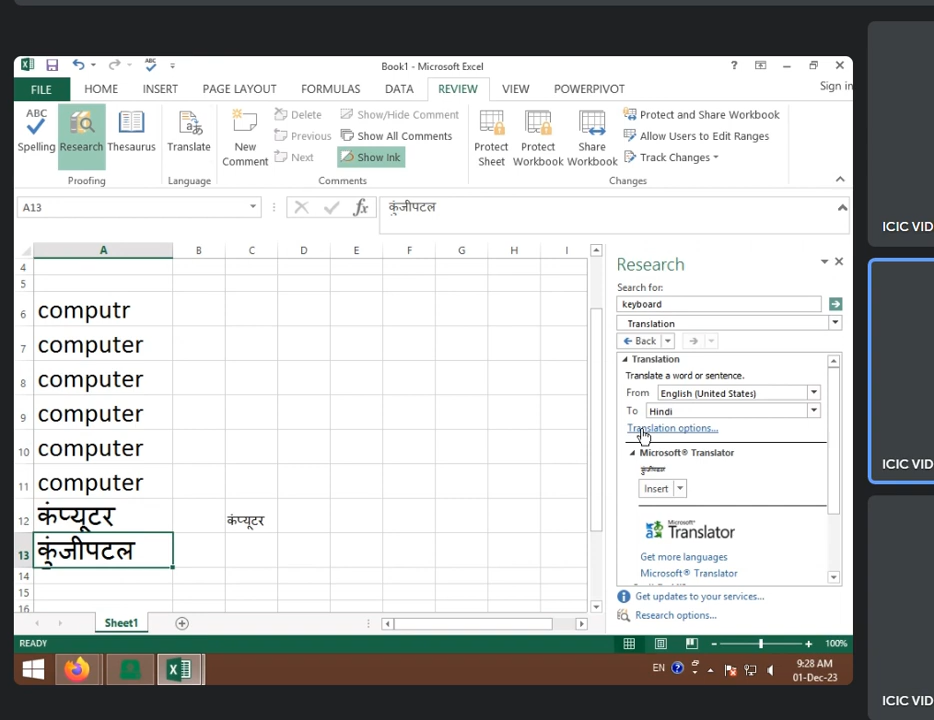 Book1 - Microsoft Excel
?
FILE HOME INSERT PAGE LAYOUT FORMULAS DATA REVIEW VIEW POWERPIVOT Sign in
ABC
Spelling Research Thesaurus Translate New Comment Delete Previous Next Show/Hide Comment Show All Comments Show Ink Protect Sheet Protect Workbook Share Workbook Protect and Share Workbook Allow Users to Edit Ranges Track Changes
Proofing Language Comments Changes
A13 fx कुंजीपटल
A B C D E F G H I
4
5
6 computr
7 computer
8 computer
9 computer
10 computer
11 computer
12 कंप्यूटर कंप्यूटर
13 कुंजीपटल
14
15
16
Sheet1
Research
Search for:
keyboard
Translation
Back
Translation
Translate a word or sentence.
From English (United States)
To Hindi
Translation options...
Microsoft® Translator
कुंजीपटल
Insert
Microsoft®
Translator
Get more languages
Microsoft® Translator
Get updates to your services...
Research options...
READY 100%
EN 9:28 AM
01-Dec-23
ICIC VID
ICIC VID
ICIC VID